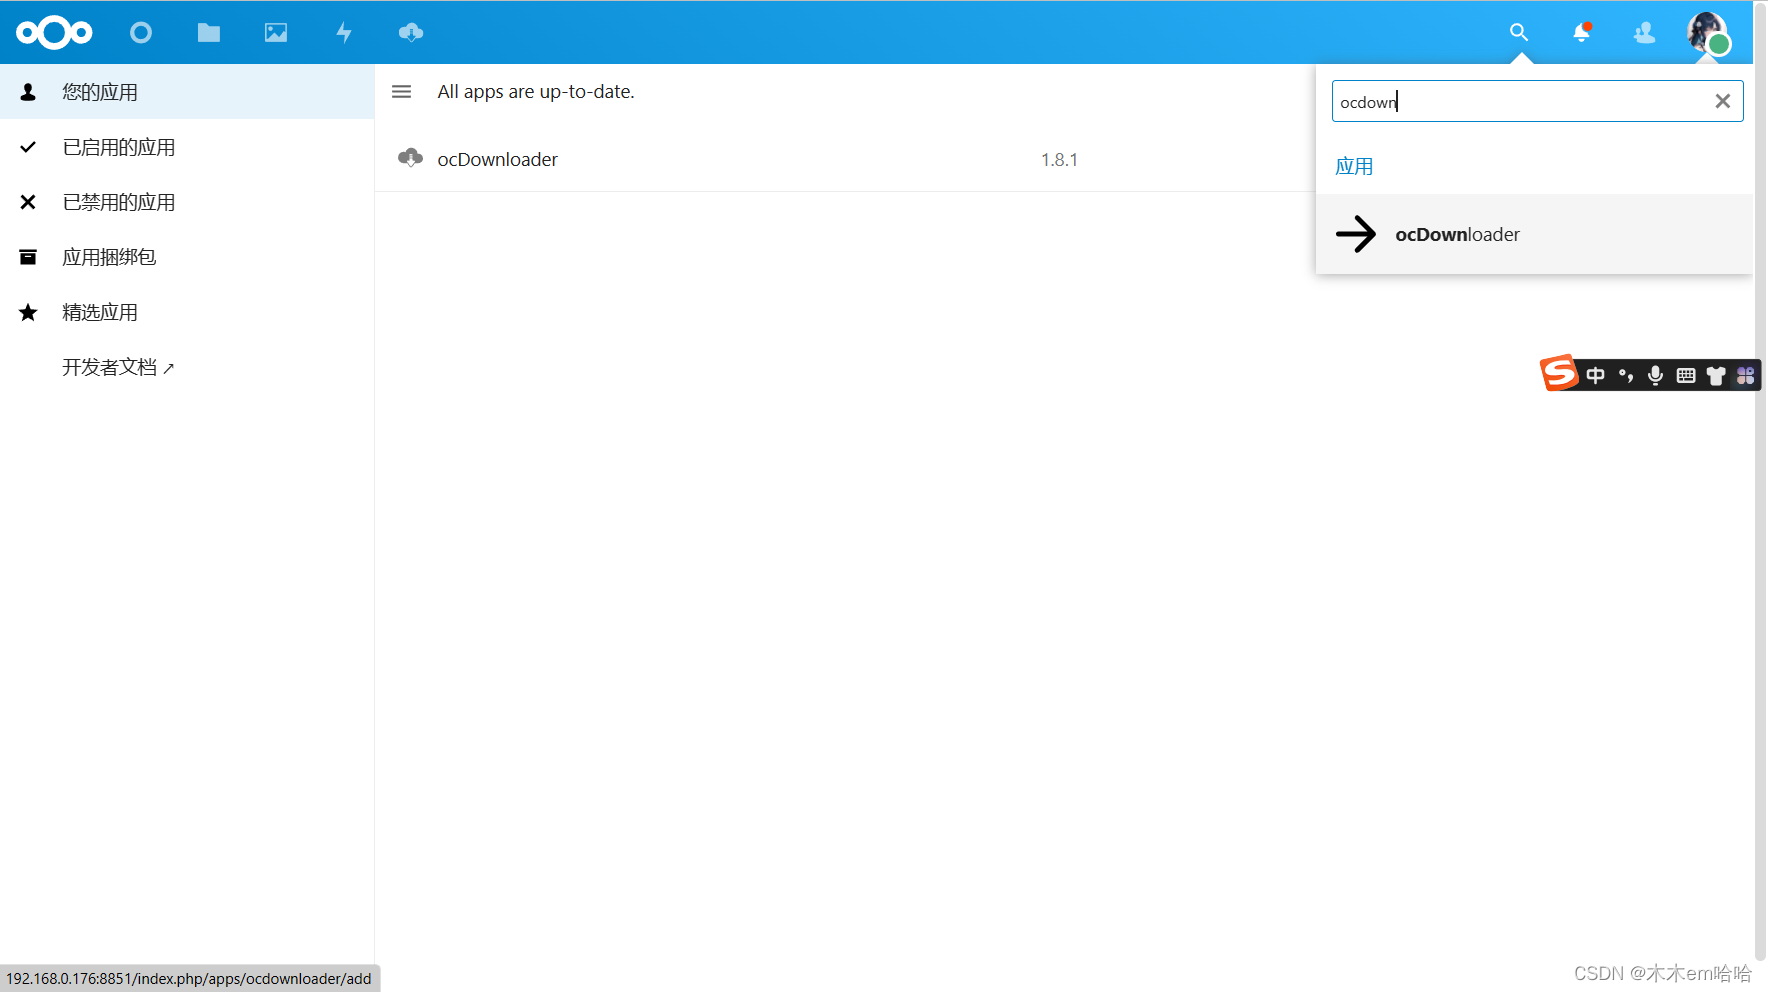 您的应用
已启用的应用
已禁用的应用
应用捆绑包
精选应用
开发者文档 ↗
All apps are up-to-date.
ocDownloader 1.8.1
ocdown
应用
ocDownloader
S 中
192.168.0.176:8851/index.php/apps/ocdownloader/add
CSDN @木木em哈哈